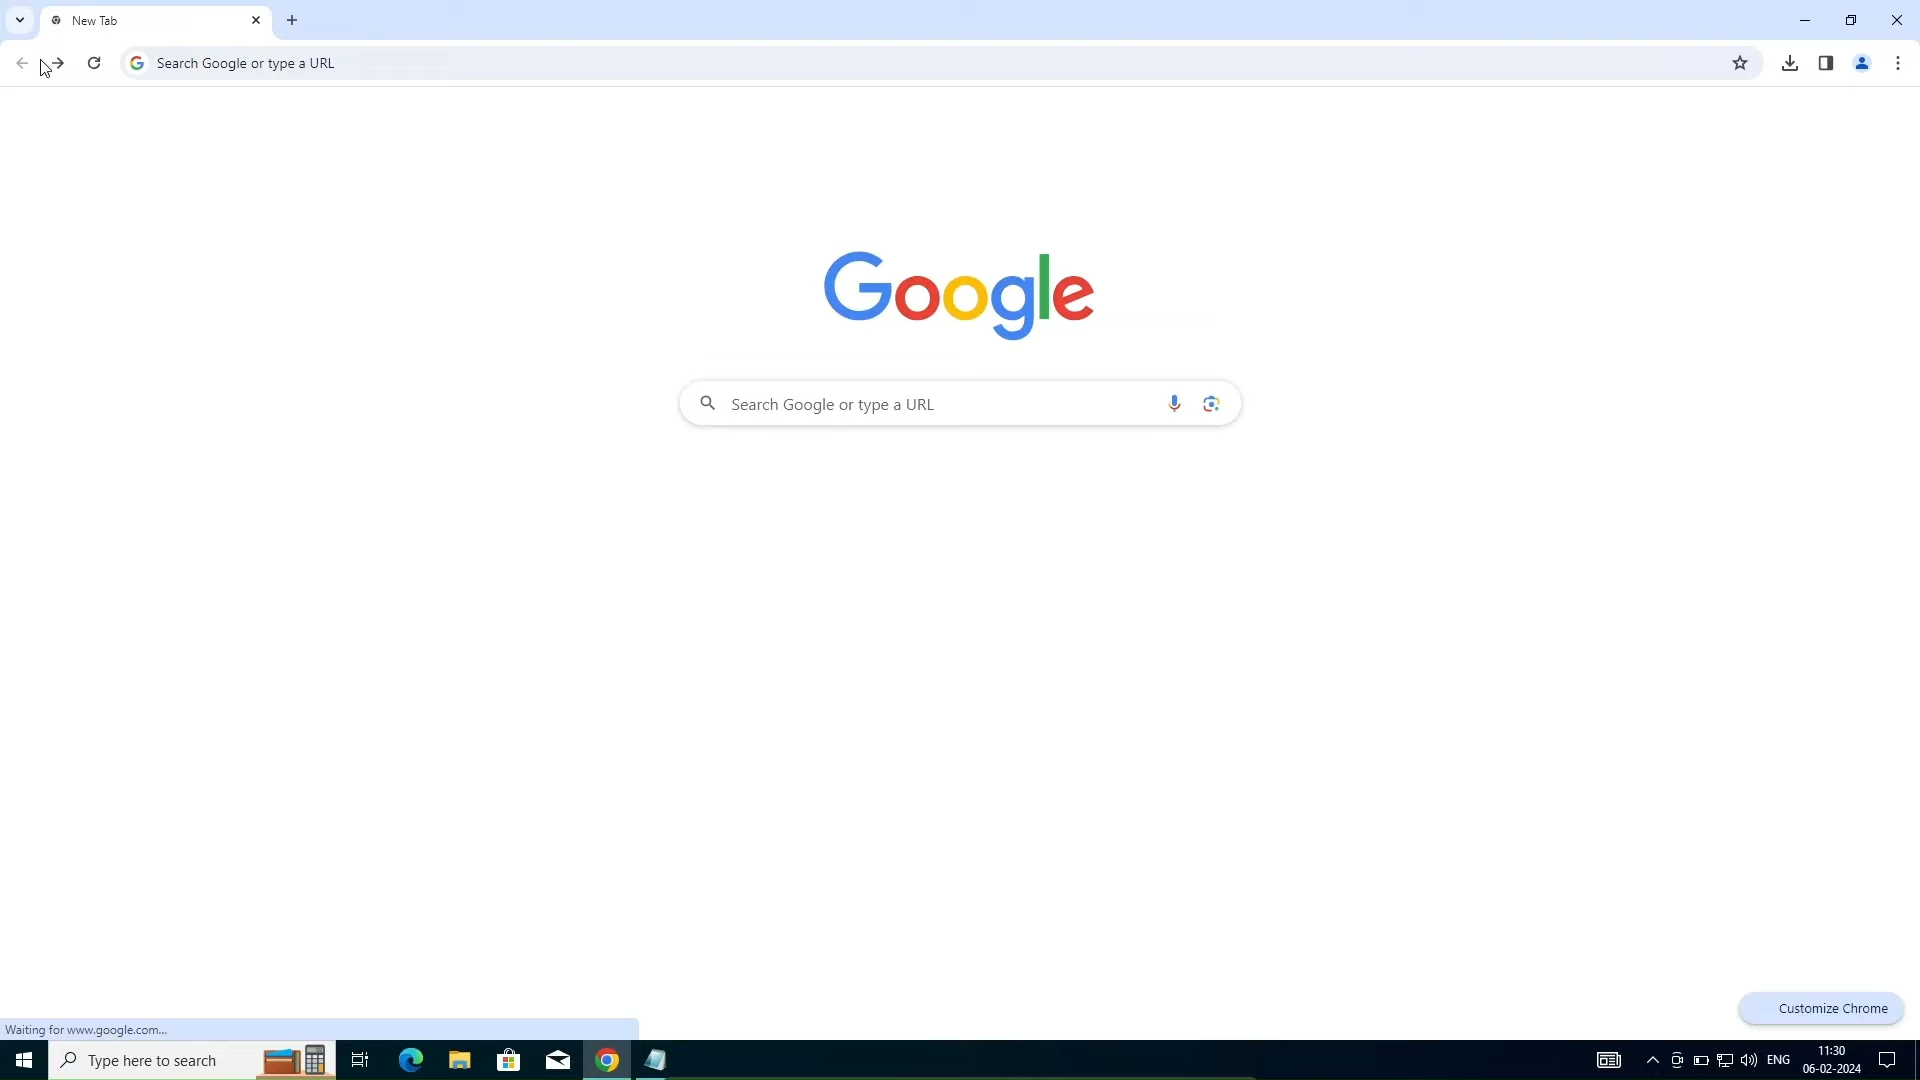 New Tab
Search Google or type a URL
Google
Search Google or type a URL
Customize Chrome
Waiting for www.google.com...
Type here to search
ENG
11:30
06-02-2024